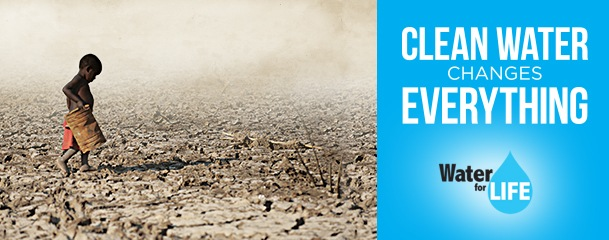 CLEAN WATER
CHANGES
EVERYTHING
Water
for
LIFE